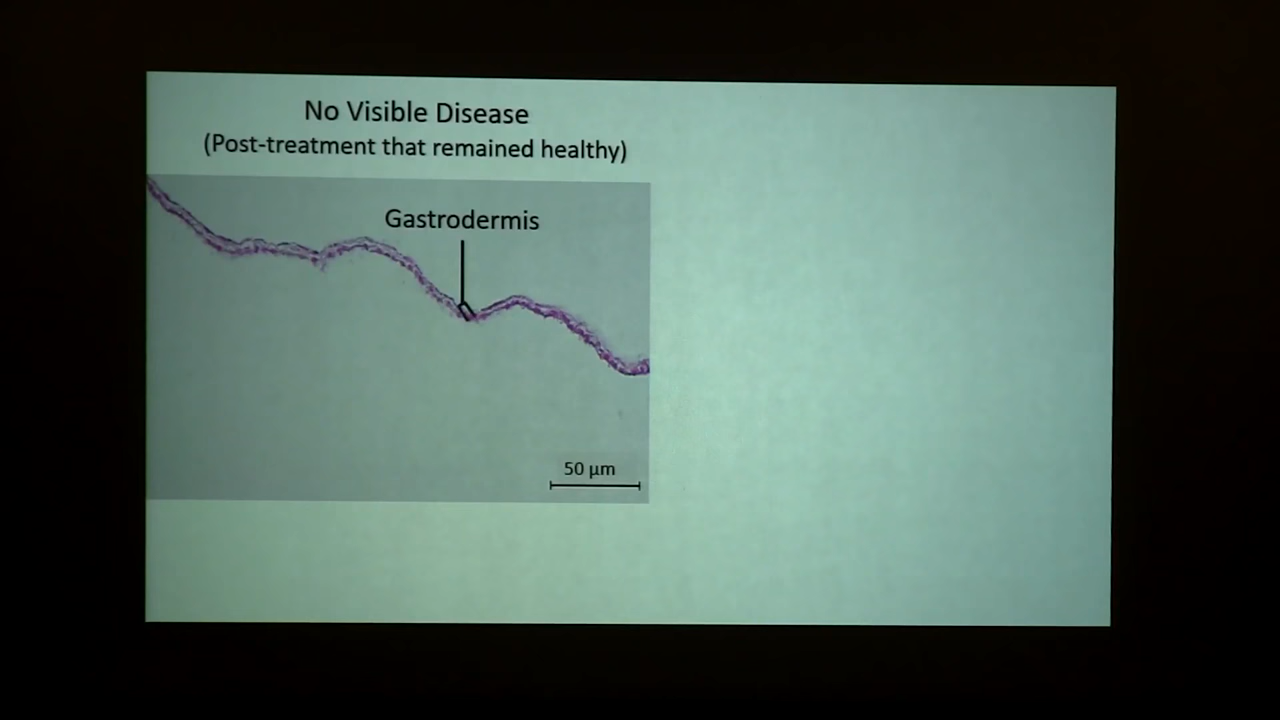 No Visible Disease
(Post-treatment that remained healthy)
Gastrodermis
50 µm